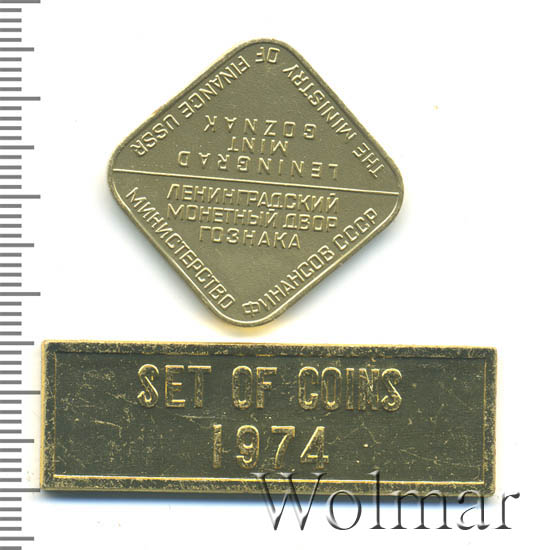 THE MINISTRY OF FINANCE USSR
LENINGRAD
MINT
GOZNAK
ЛЕНИНГРАДСКИЙ
МОНЕТНЫЙ ДВОР
ГОЗНАКА
МИНИСТЕРСТВО ФИНАНСОВ СССР
SET OF COINS
1974
Wolmar